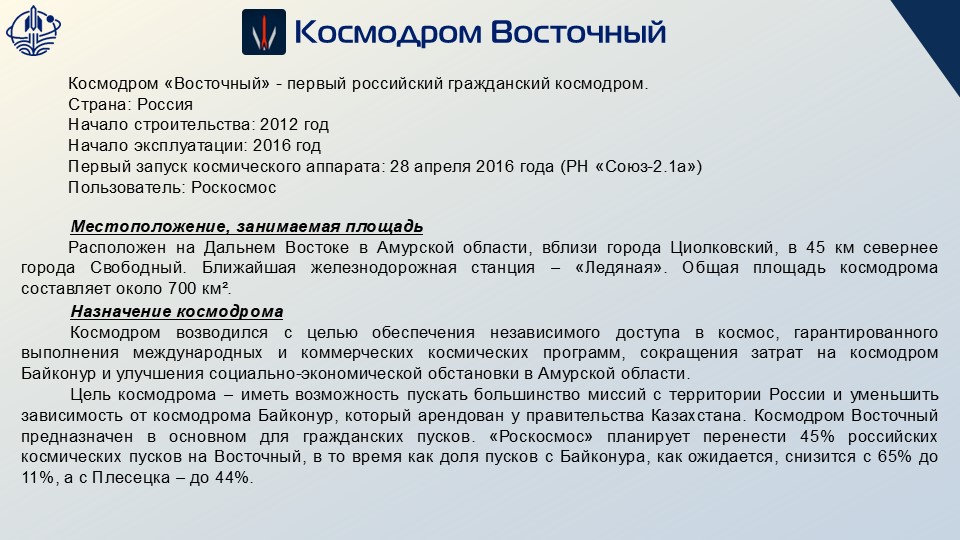 Космодром Восточный
Космодром «Восточный» - первый российский гражданский космодром.
Страна: Россия
Начало строительства: 2012 год
Начало эксплуатации: 2016 год
Первый запуск космического аппарата: 28 апреля 2016 года (РН «Союз-2.1а»)
Пользователь: Роскосмос
Местоположение, занимаемая площадь
Расположен на Дальнем Востоке в Амурской области, вблизи города Циолковский, в 45 км севернее
города Свободный. Ближайшая железнодорожная станция – «Ледяная». Общая площадь космодрома
составляет около 700 км².
Назначение космодрома
Космодром возводился с целью обеспечения независимого доступа в космос, гарантированного
выполнения международных и коммерческих космических программ, сокращения затрат на космодром
Байконур и улучшения социально-экономической обстановки в Амурской области.
Цель космодрома – иметь возможность пускать большинство миссий с территории России и уменьшить
зависимость от космодрома Байконур, который арендован у правительства Казахстана. Космодром Восточный
предназначен в основном для гражданских пусков. «Роскосмос» планирует перенести 45% российских
космических пусков на Восточный, в то время как доля пусков с Байконура, как ожидается, снизится с 65% до
11%, а с Плесецка – до 44%.